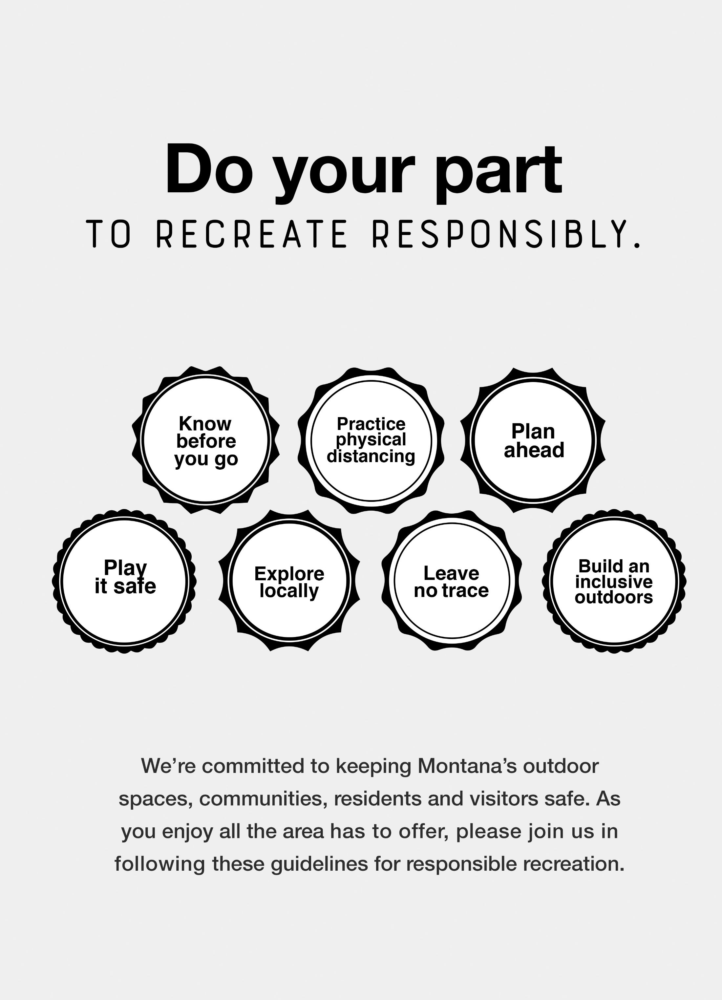 Do your part
TO RECREATE RESPONSIBLY.
Know
before
you go
Practice
physical
distancing
Plan
ahead
Play
it safe
Explore
locally
Leave
no trace
Build an
inclusive
outdoors
We’re committed to keeping Montana’s outdoor
spaces, communities, residents and visitors safe. As
you enjoy all the area has to offer, please join us in
following these guidelines for responsible recreation.